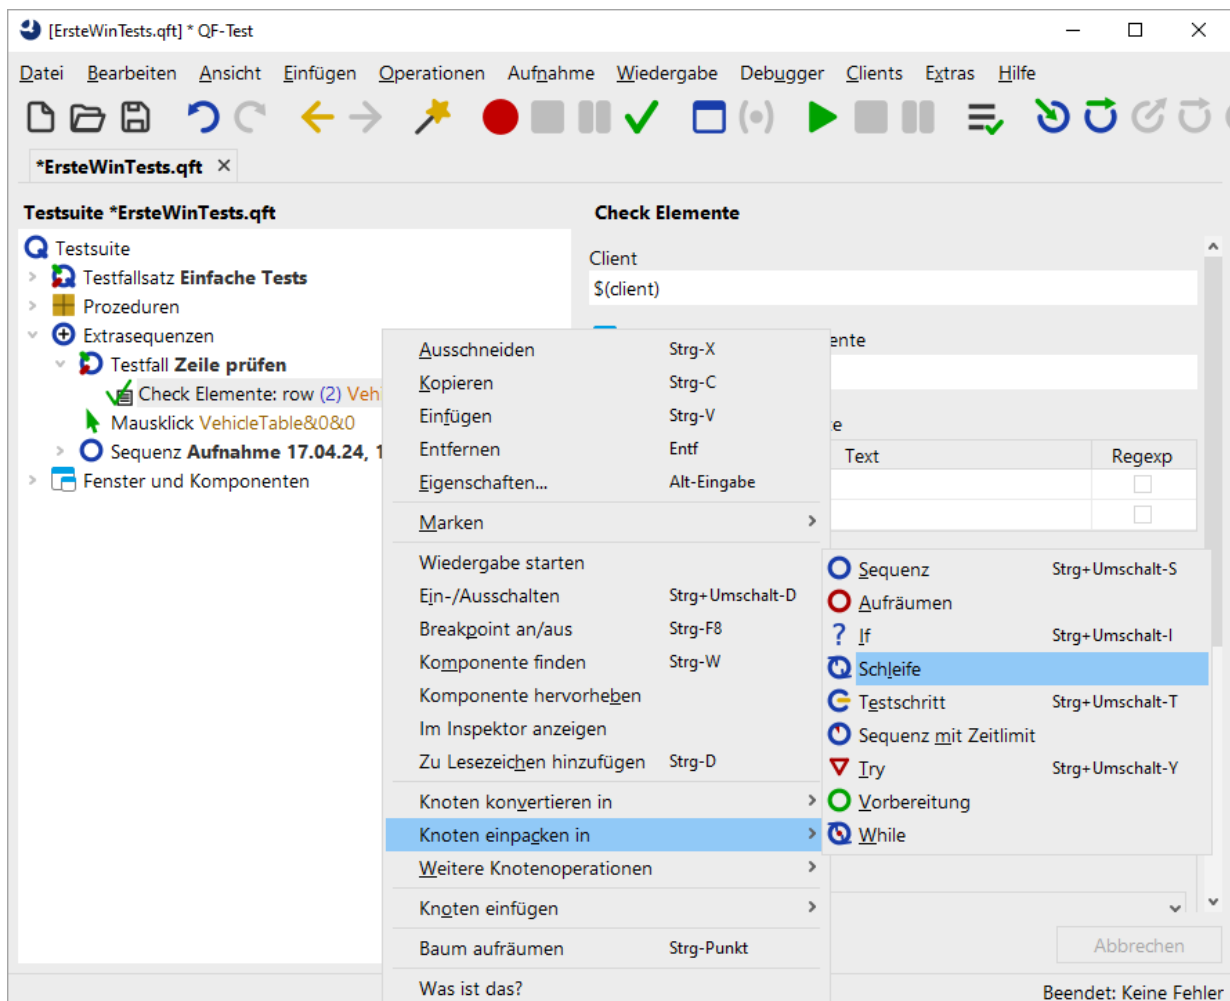 [ErsteWinTests.qft] * QF-Test
Datei Bearbeiten Ansicht Einfügen Operationen Aufnahme Wiedergabe Debugger Clients Extras Hilfe
*ErsteWinTests.qft
Testsuite *ErsteWinTests.qft
Testsuite
Testfallsatz Einfache Tests
Prozeduren
Extrasequenzen
Testfall Zeile prüfen
Check Elemente: row (2) Veh
Mausklick VehicleTable&0&0
Sequenz Aufnahme 17.04.24, 1
Fenster und Komponenten
Check Elemente
Client
$(client)
ente
e
Text Regexp
Ausschneiden Strg-X
Kopieren Strg-C
Einfügen Strg-V
Entfernen Entf
Eigenschaften... Alt-Eingabe
Marken
Wiedergabe starten
Ein-/Ausschalten Strg+Umschalt-D
Breakpoint an/aus Strg-F8
Komponente finden Strg-W
Komponente hervorheben
Im Inspektor anzeigen
Zu Lesezeichen hinzufügen Strg-D
Knoten konvertieren in
Knoten einpacken in
Weitere Knotenoperationen
Knoten einfügen
Baum aufräumen Strg-Punkt
Was ist das?
Sequenz Strg+Umschalt-S
Aufräumen
If Strg+Umschalt-I
Schleife
Testschritt Strg+Umschalt-T
Sequenz mit Zeitlimit
Try Strg+Umschalt-Y
Vorbereitung
While
Abbrechen
Beendet: Keine Fehler